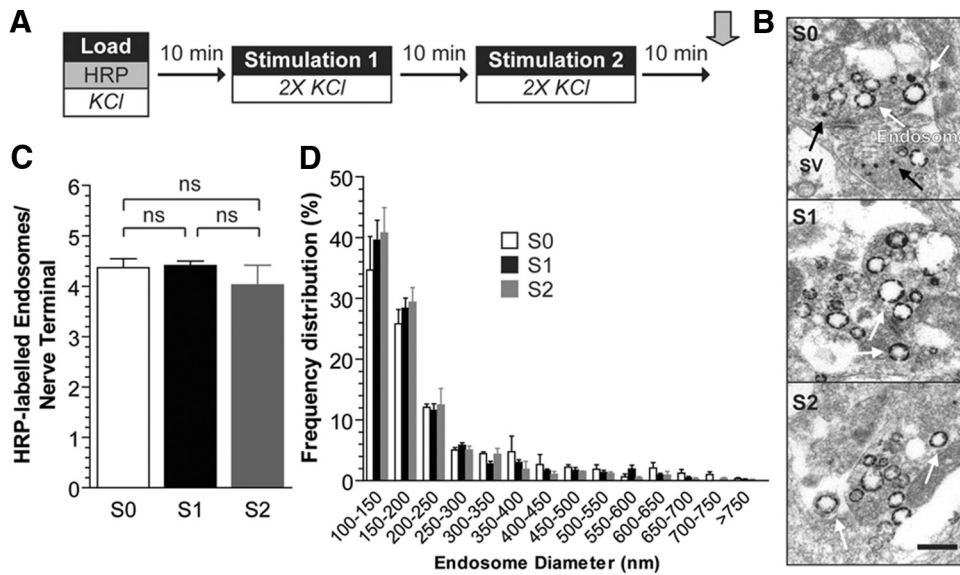 A
Load
HRP
KCl
10 min
Stimulation 1
2X KCl
10 min
Stimulation 2
2X KCl
10 min
B
S0
Endosome
SV
S1
S2
C
HRP-labelled Endosomes/
Nerve Terminal
6
5
4
3
2
1
0
ns
ns
ns
S0
S1
S2
D
Frequency distribution (%)
50
40
30
20
10
0
S0
S1
S2
100-150
150-200
200-250
250-300
300-350
350-400
400-450
450-500
500-550
550-600
600-650
650-700
700-750
>750
Endosome Diameter (nm)